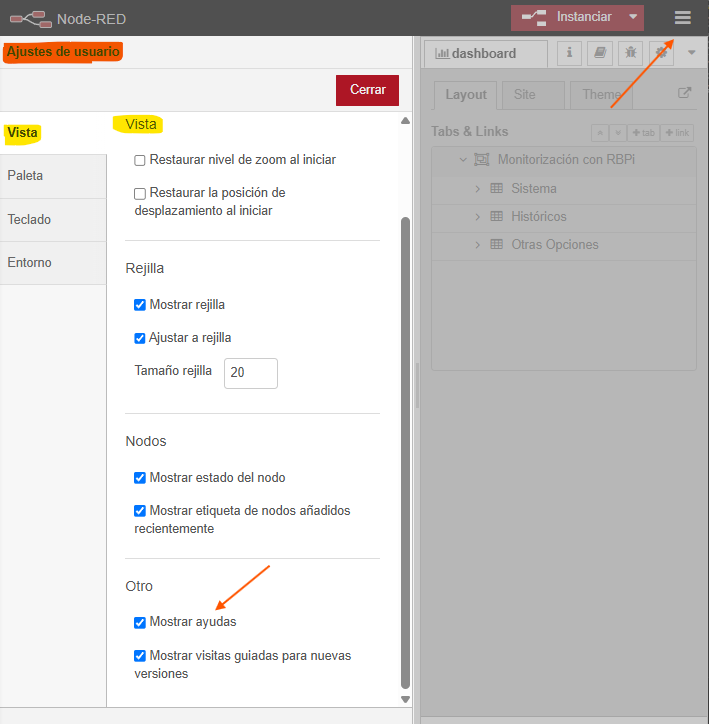 Node-RED
Instanciar
Ajustes de usuario
Cerrar
Vista
Paleta
Teclado
Entorno
Vista
Restaurar nivel de zoom al iniciar
Restaurar la posición de
desplazamiento al iniciar
Rejilla
Mostrar rejilla
Ajustar a rejilla
Tamaño rejilla 20
Nodos
Mostrar estado del nodo
Mostrar etiqueta de nodos añadidos
recientemente
Otro
Mostrar ayudas
Mostrar visitas guiadas para nuevas
versiones
dashboard
Layout Site Theme
Tabs & Links
+ tab + link
Monitorización con RBPi
Sistema
Históricos
Otras Opciones